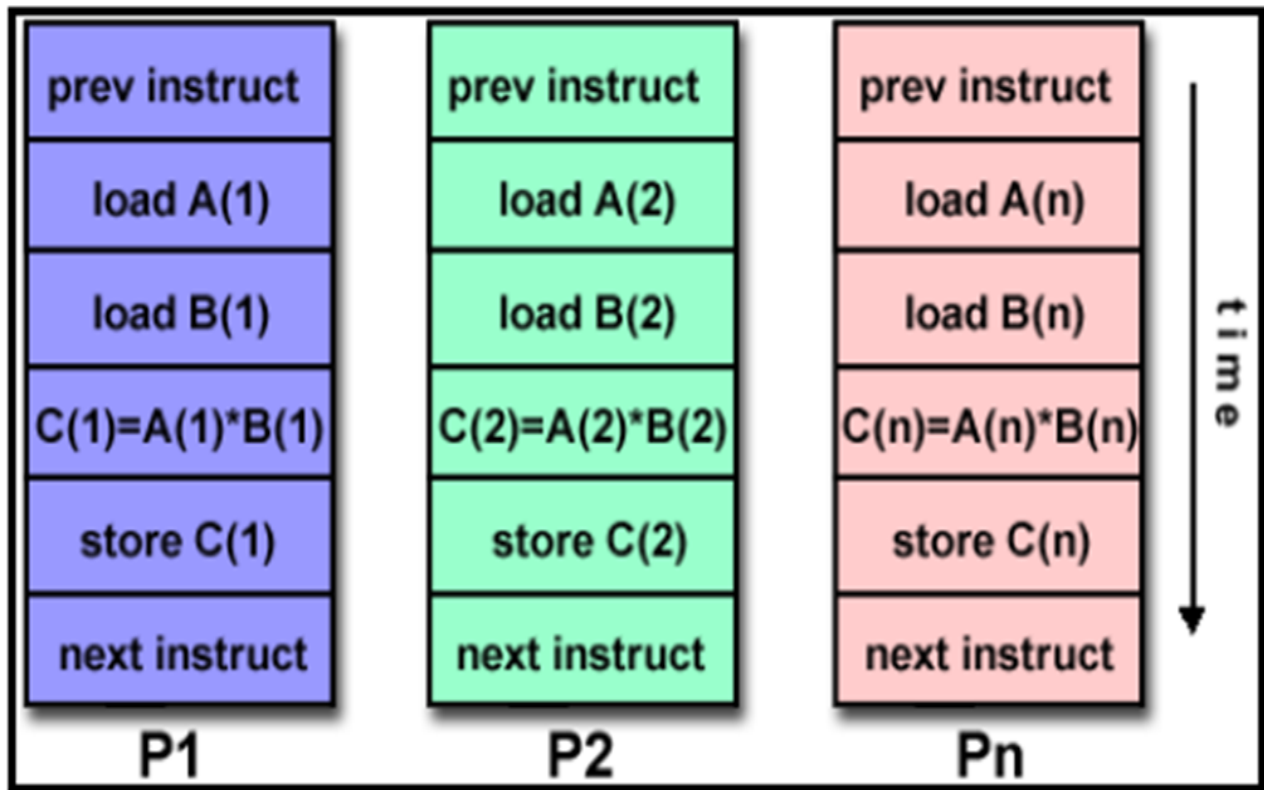 prev instruct
load A(1)
load B(1)
C(1)=A(1)*B(1)
store C(1)
next instruct
P1
prev instruct
load A(2)
load B(2)
C(2)=A(2)*B(2)
store C(2)
next instruct
P2
prev instruct
load A(n)
load B(n)
C(n)=A(n)*B(n)
store C(n)
next instruct
Pn
time